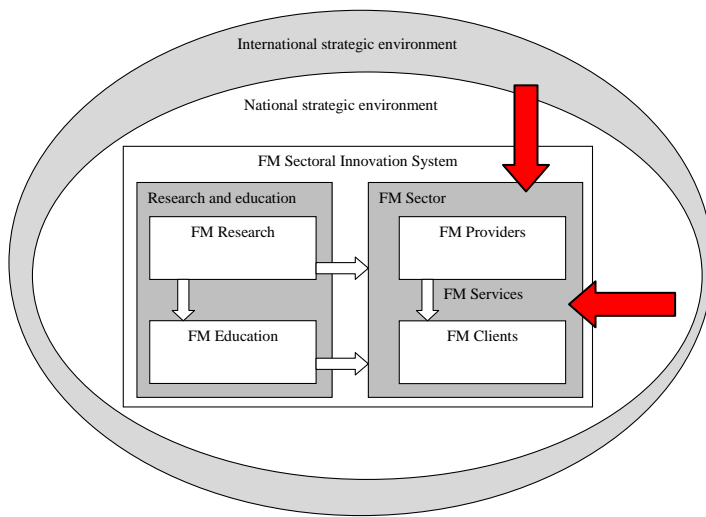 International strategic environment
National strategic environment
FM Sectoral Innovation System
Research and education
FM Research
FM Education
FM Sector
FM Providers
FM Services
FM Clients